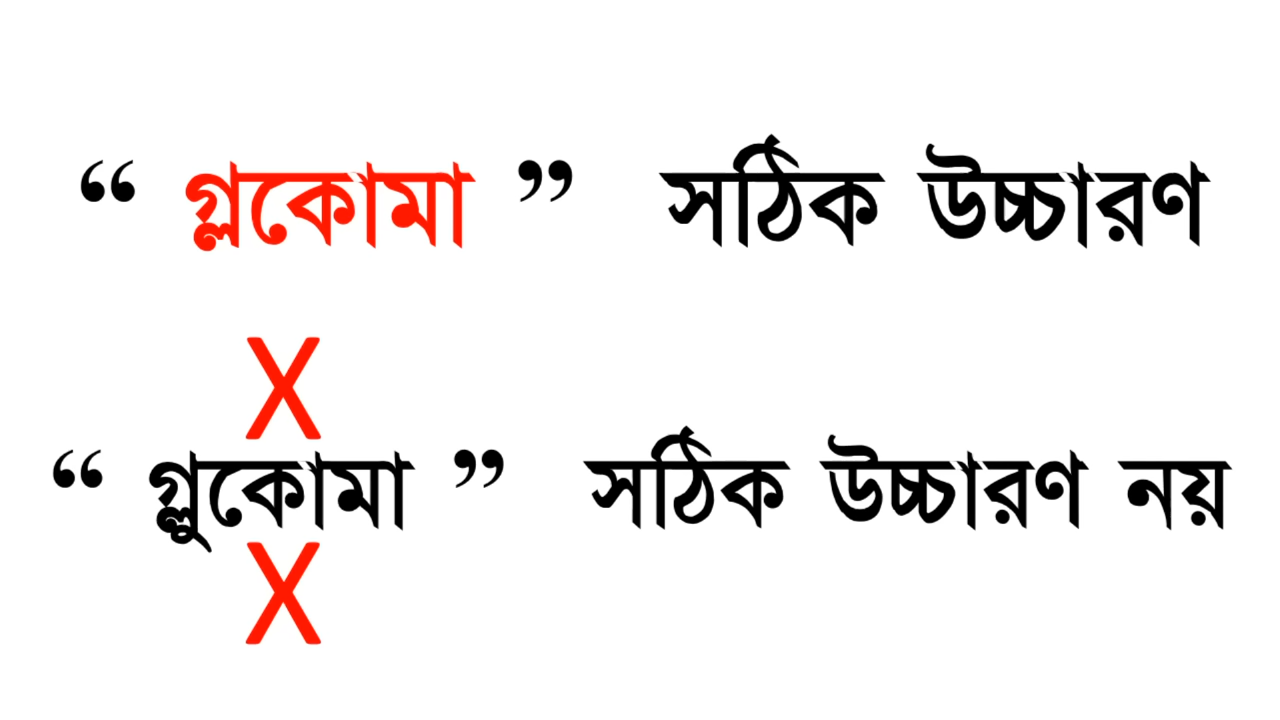 “ গ্লকোমা ” সঠিক উচ্চারণ
X
“ গ্লুকোমা ” সঠিক উচ্চারণ নয়
X